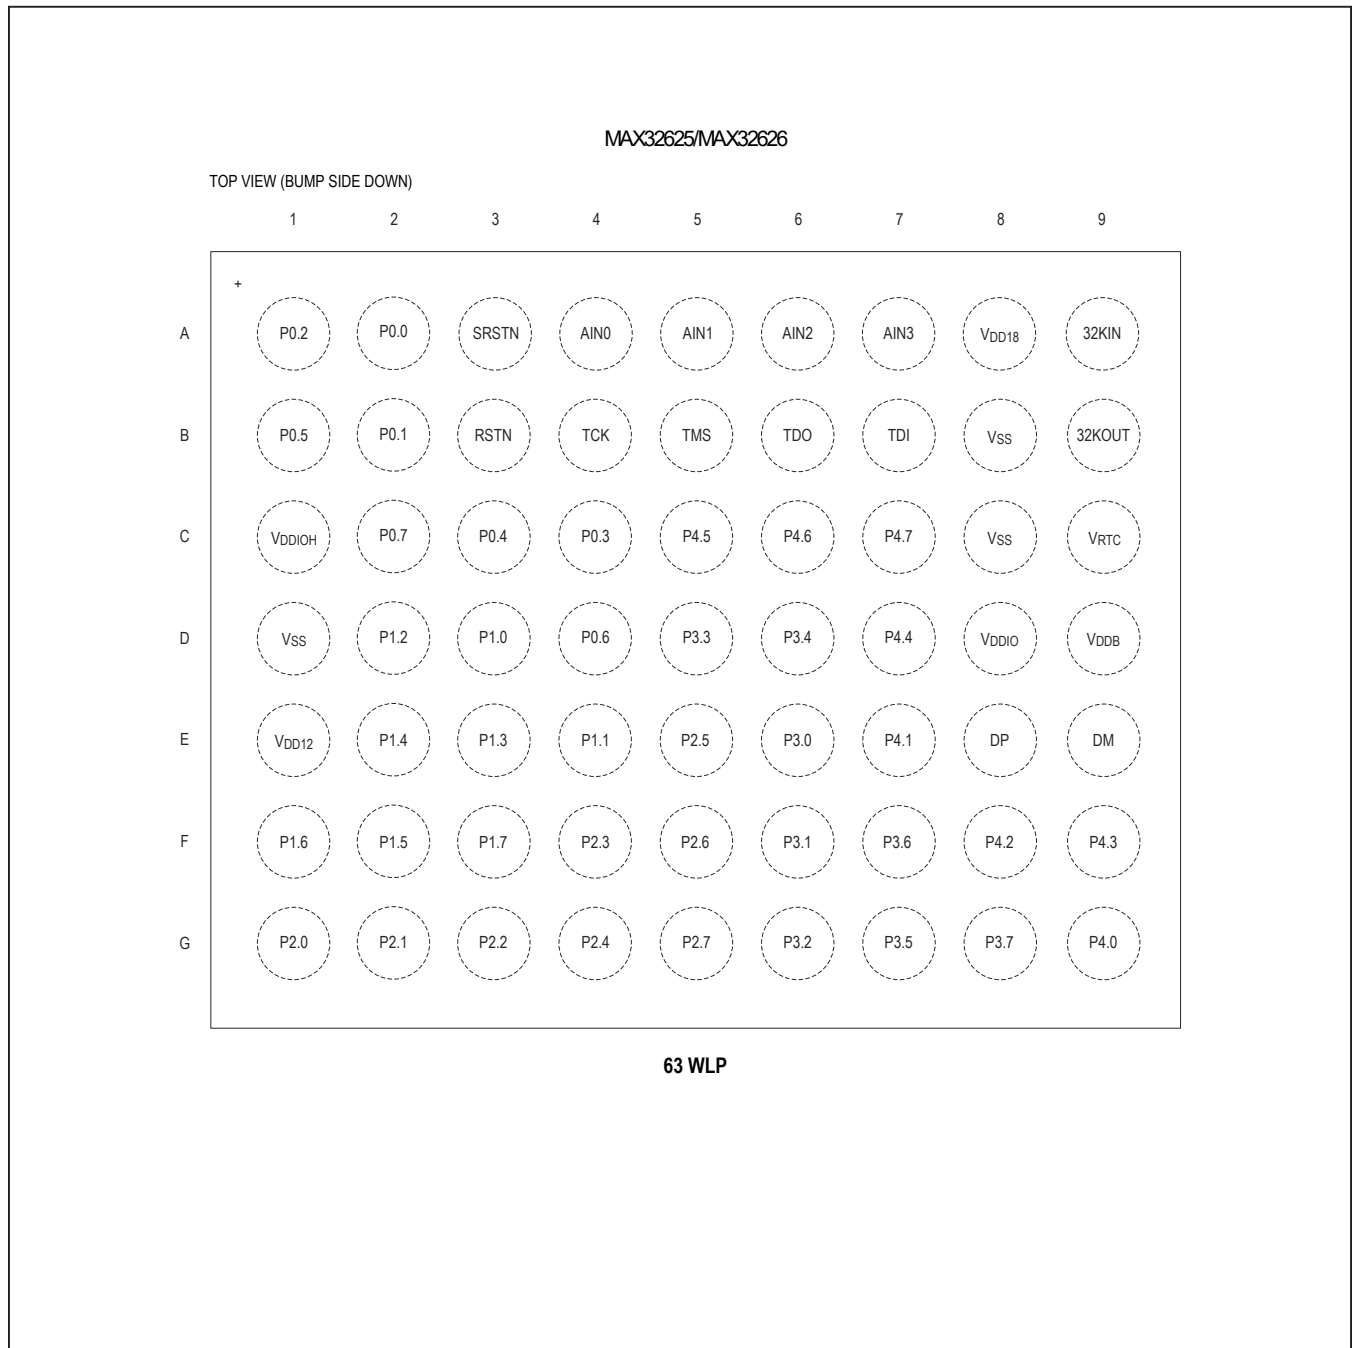 MAX32625/MAX32626
TOP VIEW (BUMP SIDE DOWN)
1 2 3 4 5 6 7 8 9
+
A P0.2 P0.0 SRSTN AIN0 AIN1 AIN2 AIN3 VDD18 32KIN
B P0.5 P0.1 RSTN TCK TMS TDO TDI VSS 32KOUT
C VDDIOH P0.7 P0.4 P0.3 P4.5 P4.6 P4.7 VSS VRTC
D VSS P1.2 P1.0 P0.6 P3.3 P3.4 P4.4 VDDIO VDDB
E VDD12 P1.4 P1.3 P1.1 P2.5 P3.0 P4.1 DP DM
F P1.6 P1.5 P1.7 P2.3 P2.6 P3.1 P3.6 P4.2 P4.3
G P2.0 P2.1 P2.2 P2.4 P2.7 P3.2 P3.5 P3.7 P4.0
63 WLP